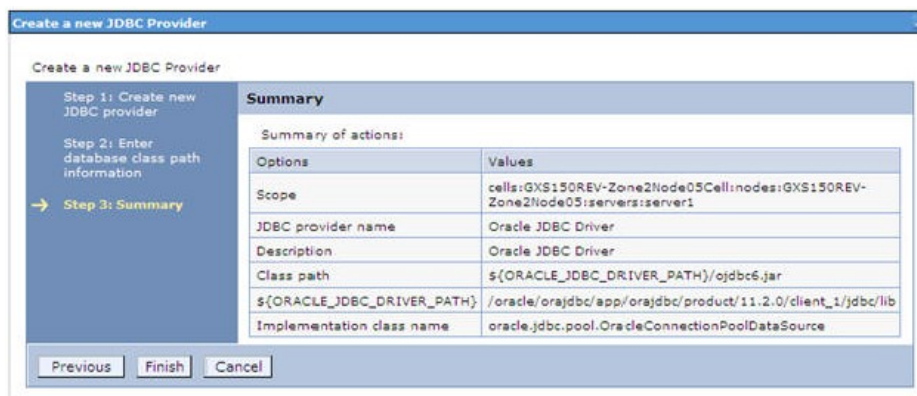 Create a new JDBC Provider
Create a new JDBC Provider
Step 1: Create new
JDBC provider
Step 2: Enter
database class path
information
Step 3: Summary
Summary
Summary of actions:
Options Values
Scope cells:GXS150REV-Zone2Node05Cell:nodes:GXS150REV-
Zone2Node05:servers:server1
JDBC provider name Oracle JDBC Driver
Description Oracle JDBC Driver
Class path ${ORACLE_JDBC_DRIVER_PATH}/ojdbc6.jar
${ORACLE_JDBC_DRIVER_PATH} /oracle/orajdbc/app/orajdbc/product/11.2.0/client_1/jdbc/lib
Implementation class name oracle.jdbc.pool.OracleConnectionPoolDataSource
Previous Finish Cancel